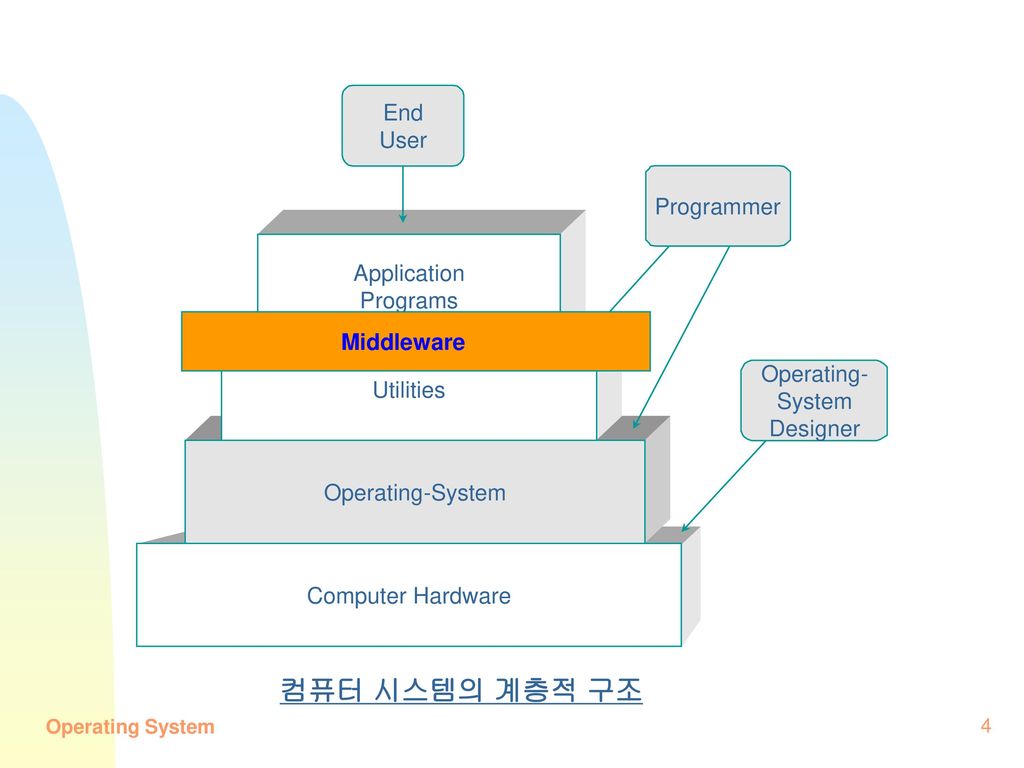 End
User
Programmer
Application
Programs
Middleware
Utilities
Operating-
System
Designer
Operating-System
Computer Hardware
컴퓨터 시스템의 계층적 구조
Operating System
4